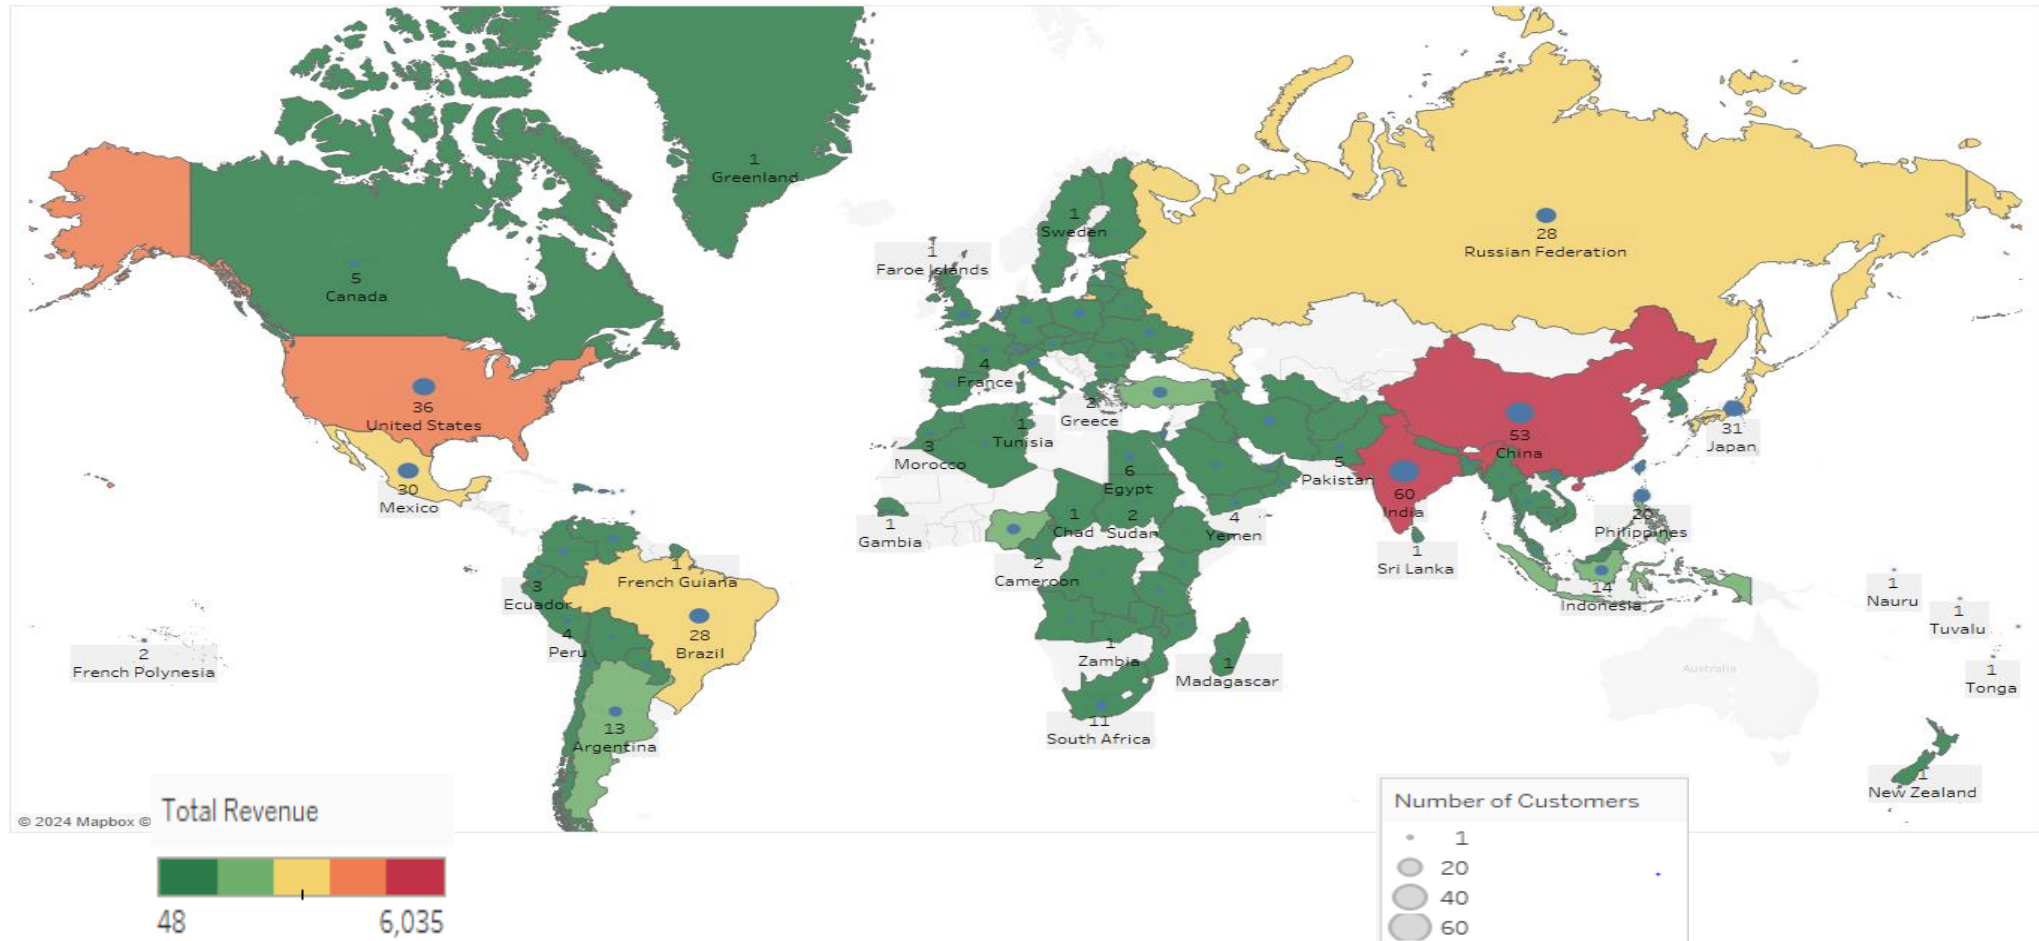 1
Greenland
1
Sweden
28
Russian Federation
1
Faroe Islands
5
Canada
4
France
36
United States
2
Greece
31
Japan
53
China
1
Tunisia
3
Morocco
6
Egypt
5
Pakistan
60
India
30
Mexico
1
Gambia
1
Chad
2
Sudan
4
Yemen
20
Philippines
1
Sri Lanka
2
Cameroon
1
French Guiana
3
Ecuador
14
Indonesia
1
Nauru
1
Tuvalu
4
Peru
28
Brazil
2
French Polynesia
1
Zambia
1
Madagascar
Australia
1
Tonga
13
Argentina
11
South Africa
1
New Zealand
© 2024 Mapbox ©
Total Revenue
48 6,035
Number of Customers
1
20
40
60